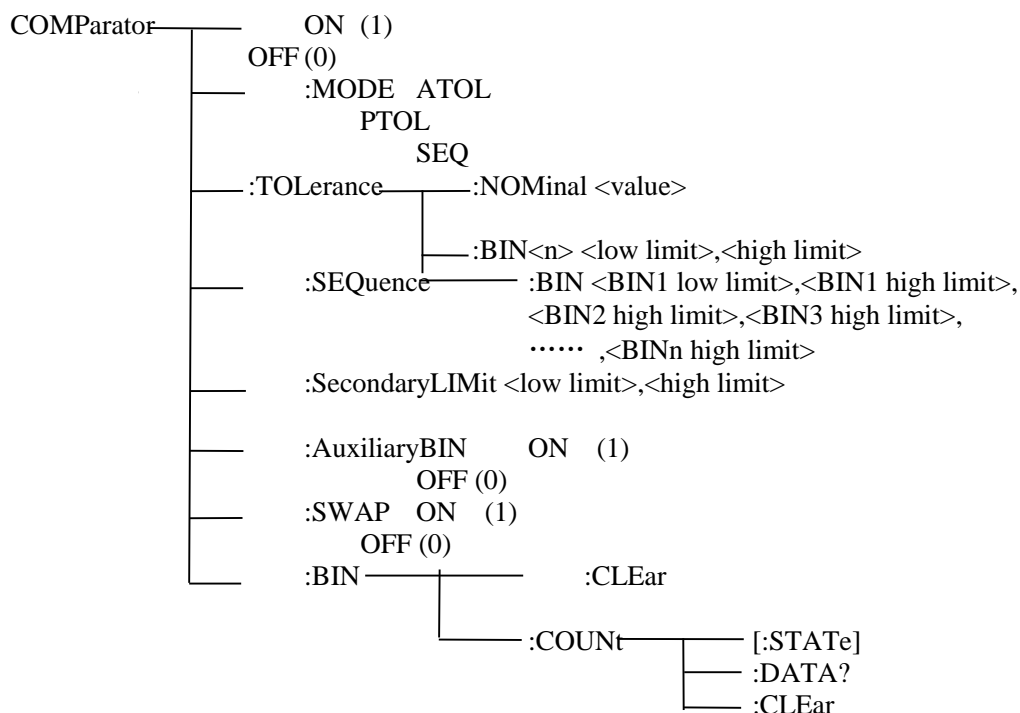 COMParator ON (1)
OFF (0)
:MODE ATOL
PTOL
SEQ
:TOLerance :NOMinal <value>
:BIN<n> <low limit>,<high limit>
:SEQuence :BIN <BIN1 low limit>,<BIN1 high limit>,
<BIN2 high limit>,<BIN3 high limit>,
…… ,<BINn high limit>
:SecondaryLIMit <low limit>,<high limit>
:AuxiliaryBIN ON (1)
OFF (0)
:SWAP ON (1)
OFF (0)
:BIN :CLEar
:COUNt [:STATe]
:DATA?
:CLEar